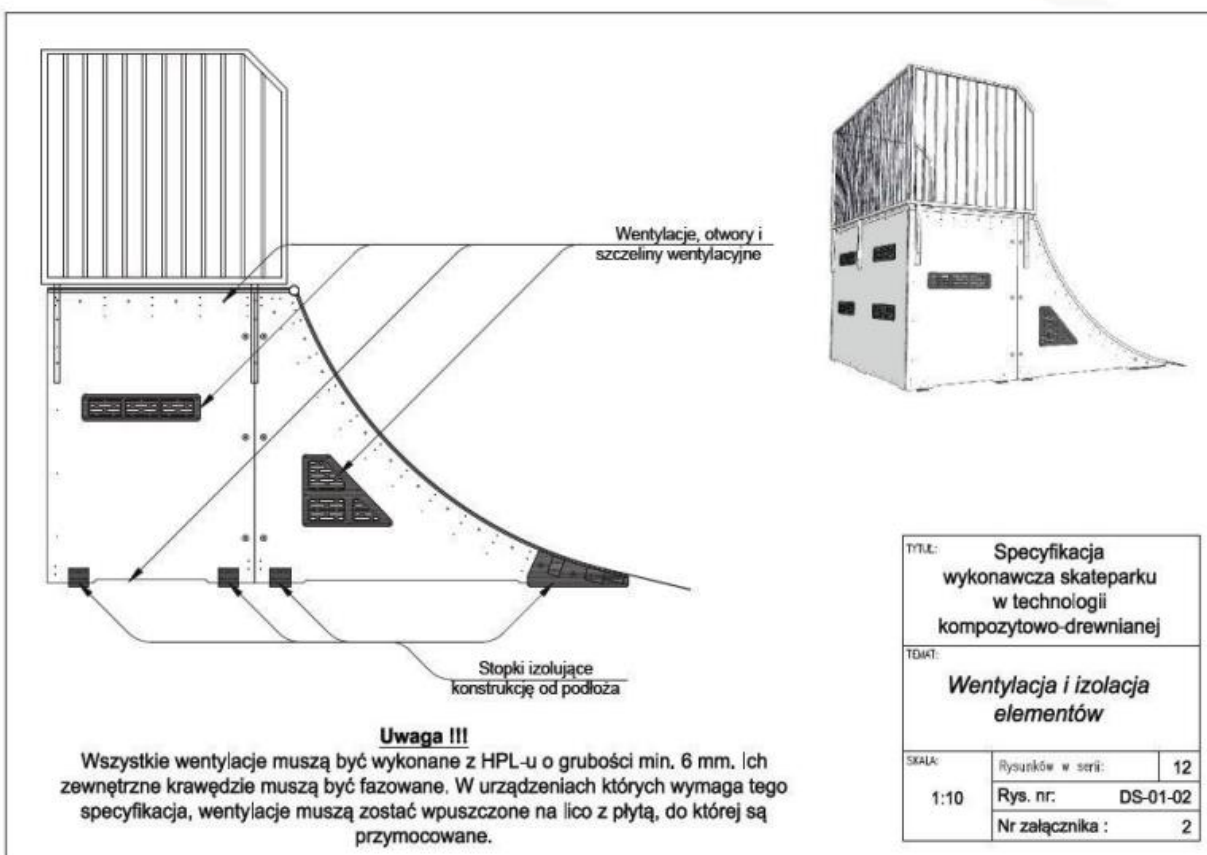 Wentylacje, otwory i
szczeliny wentylacyjne
Stopki izolujące
konstrukcję od podłoża
Uwaga !!!
Wszystkie wentylacje muszą być wykonane z HPL-u o grubości min. 6 mm. Ich
zewnętrzne krawędzie muszą być fazowane. W urządzeniach których wymaga tego
specyfikacja, wentylacje muszą zostać wpuszczone na lico z płytą, do której są
przymocowane.
TYTUŁ:
Specyfikacja
wykonawcza skateparku
w technologii
kompozytowo-drewnianej
TEMAT:
Wentylacja i izolacja
elementów
SKALA:
1:10
Rysunków w serii: 12
Rys. nr: DS-01-02
Nr załącznika : 2